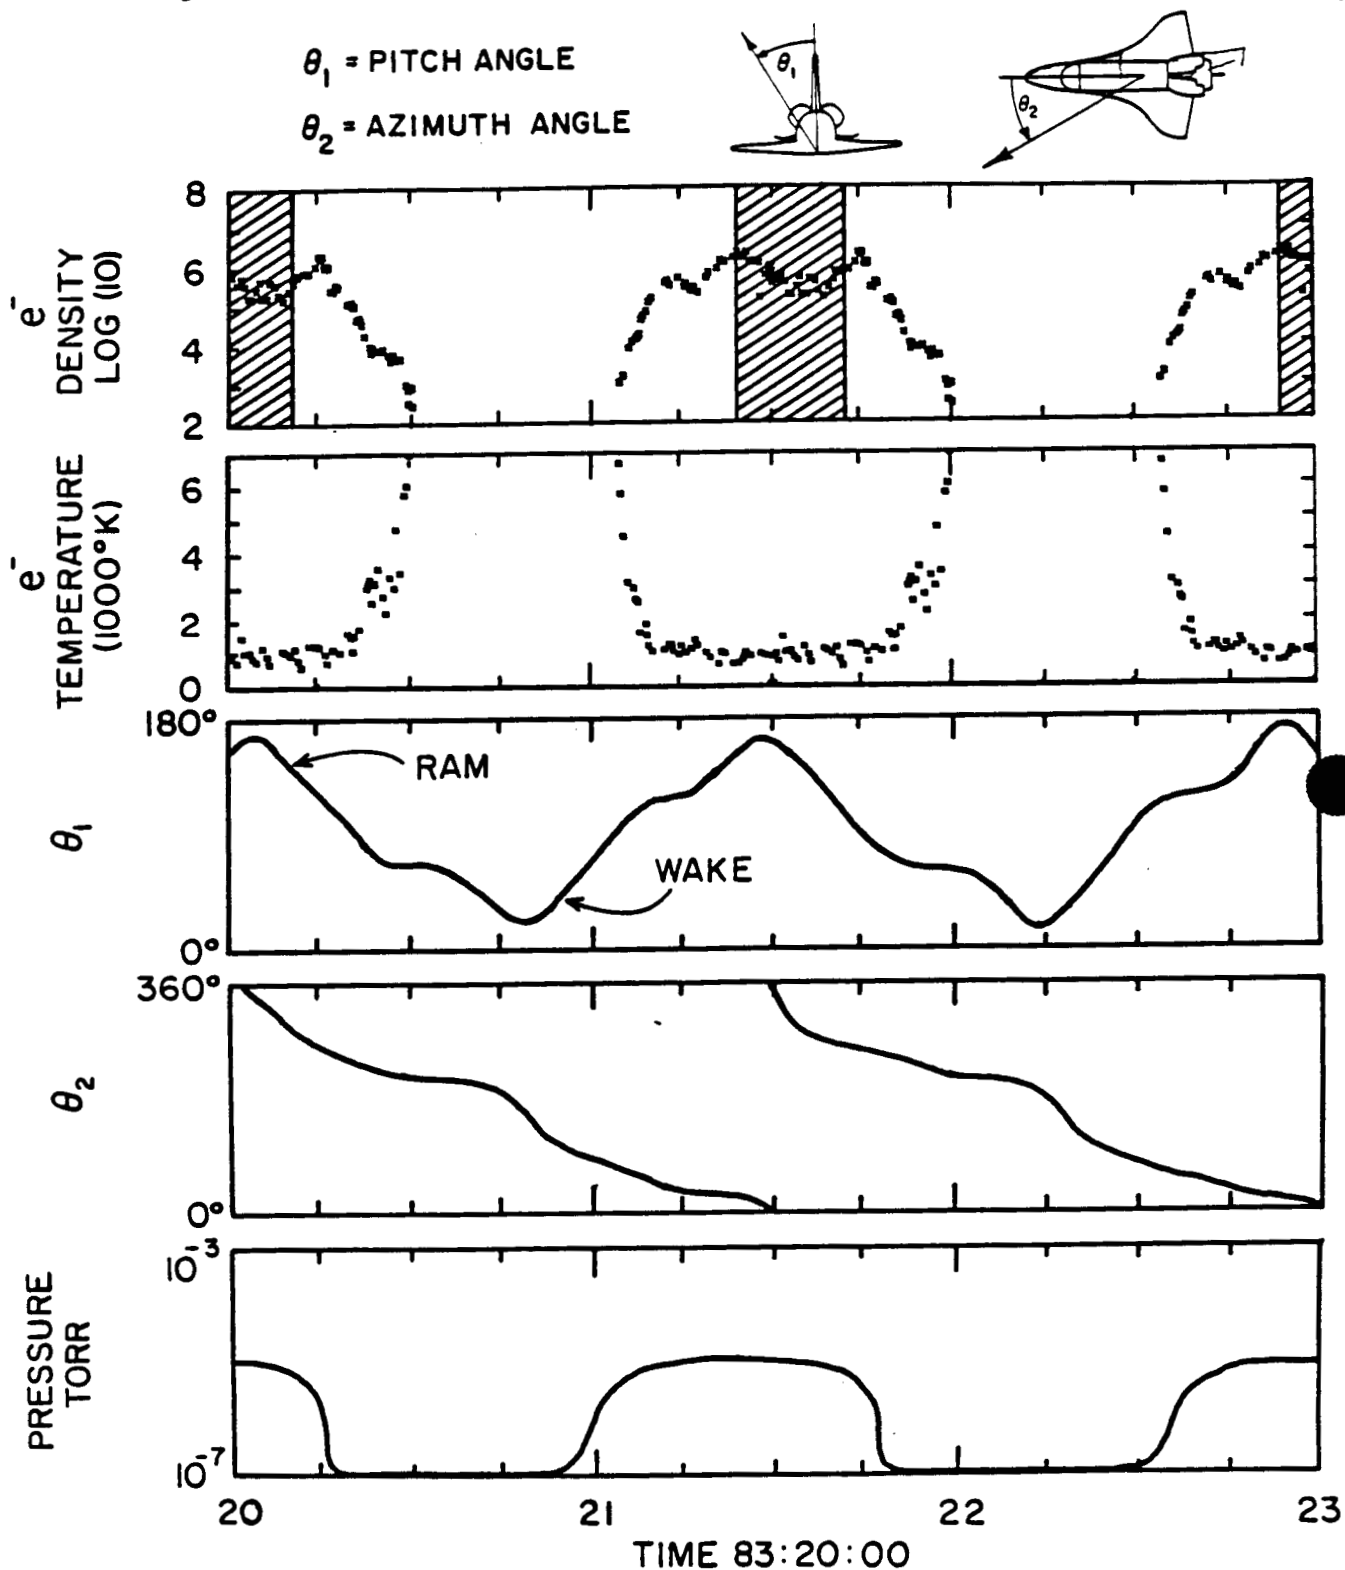 θ₁ = PITCH ANGLE
θ₂ = AZIMUTH ANGLE
θ₁
θ₂
e⁻
DENSITY
LOG (10)
8
6
4
2
e⁻
TEMPERATURE
(1000°K)
6
4
2
0
θ₁
180°
0°
RAM
WAKE
θ₂
360°
0°
PRESSURE
TORR
10⁻³
10⁻⁷
20
21
22
23
TIME 83:20:00